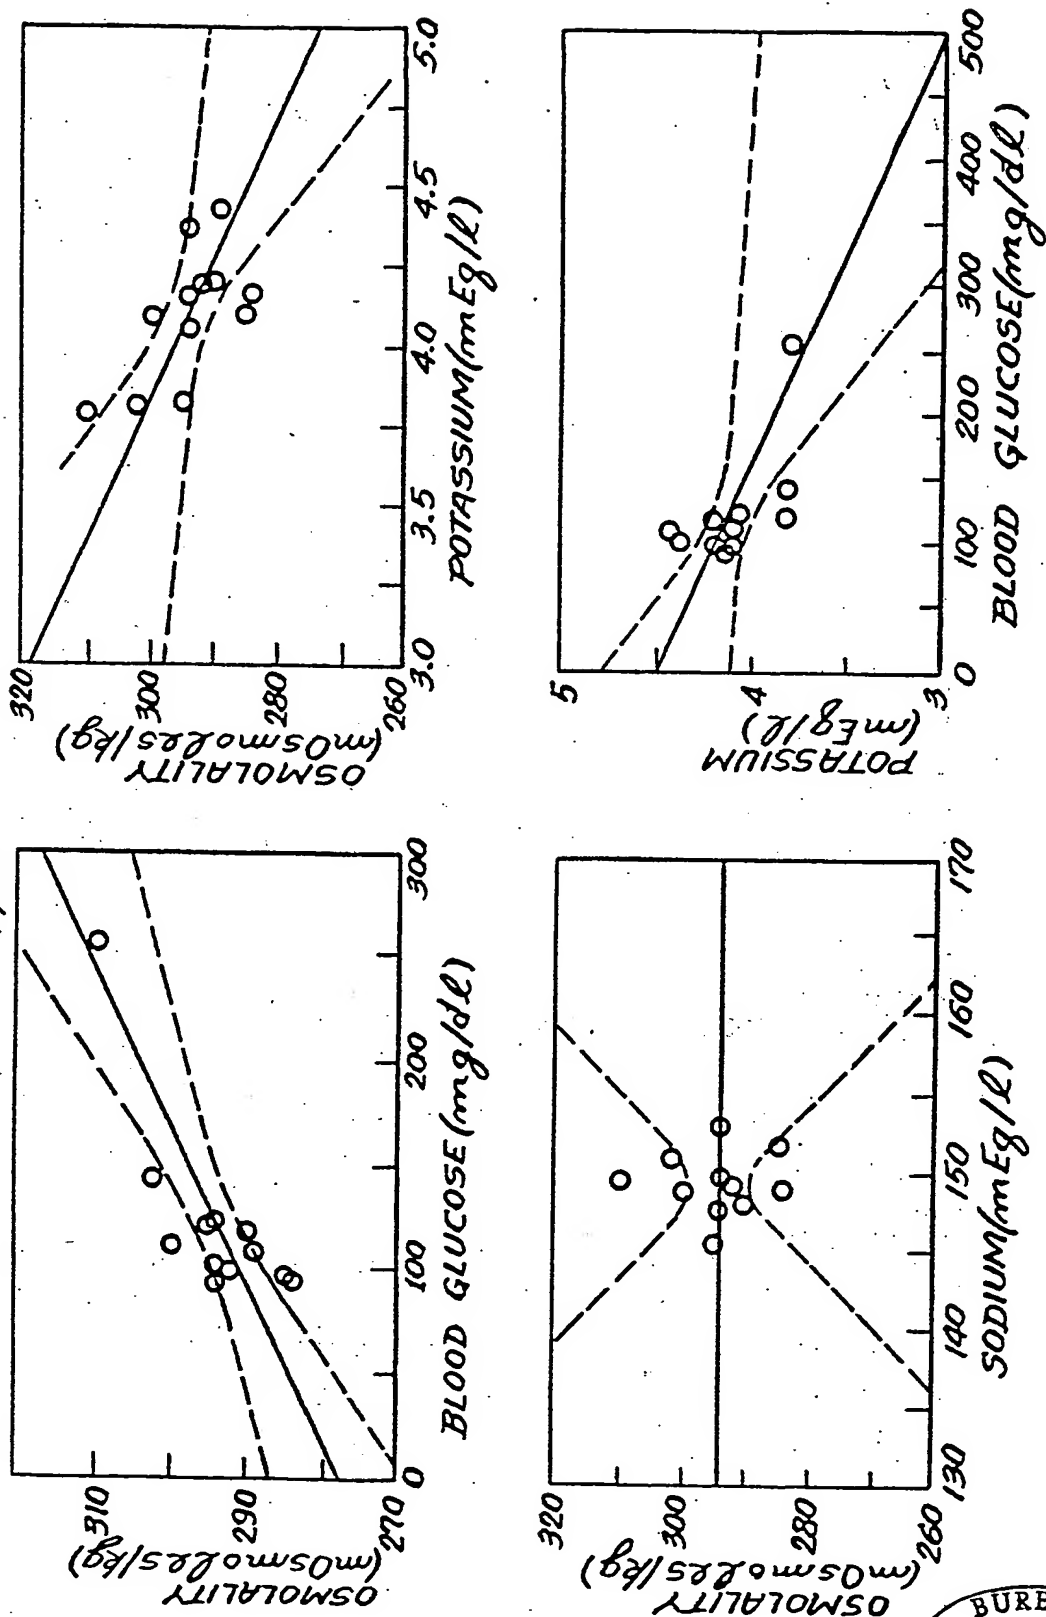 OSMOLALITY
(mOsmoles/kg)
310
290
270
0
100
200
300
BLOOD GLUCOSE (mg/dl)
OSMOLALITY
(mOsmoles/kg)
320
300
280
260
3.0
3.5
4.0
4.5
5.0
POTASSIUM (mEq/l)
OSMOLALITY
(mOsmoles/kg)
320
300
280
260
130
140
150
160
170
SODIUM (mEq/l)
POTASSIUM
(mEq/l)
5
4
3
0
100
200
300
400
500
BLOOD GLUCOSE (mg/dl)